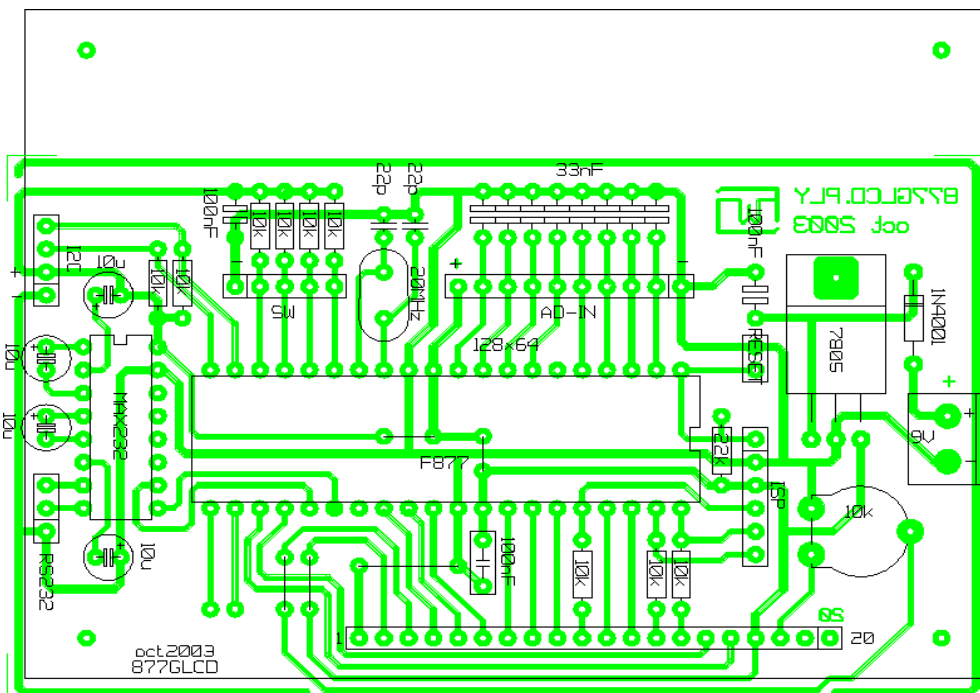 22p
22p
33nF
877GLCD.PLY
oct 2003
100nF
10k
10k
10k
10k
100nF
I2C
+
-
10u
10k
10k
SW
20MHz
+
-
AD-IN
128x64
RESET
7805
1N4001
10u
+
MAX232
10u
+
F877
22k
ISP
+
+
9V
-
10k
RS232
+
10u
100nF
10k
10k
10k
20
1
20
oct2003
877GLCD